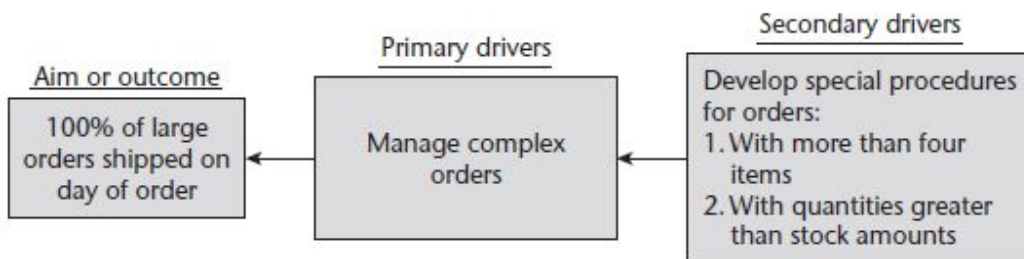 Aim or outcome
100% of large
orders shipped on
day of order
Primary drivers
Manage complex
orders
Secondary drivers
Develop special procedures
for orders:
1. With more than four
items
2. With quantities greater
than stock amounts